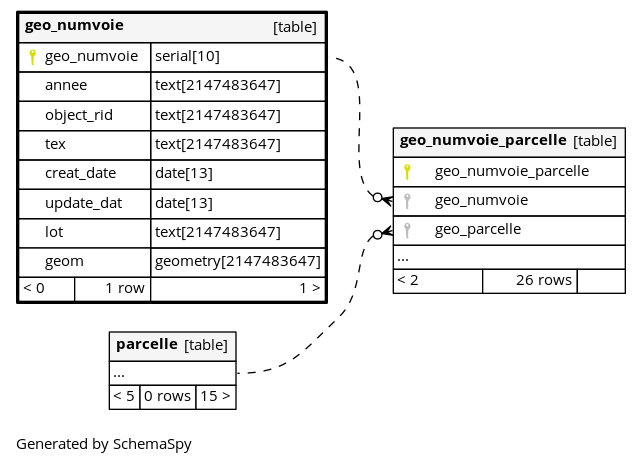 geo_numvoie [table]
geo_numvoie serial[10]
annee text[2147483647]
object_rid text[2147483647]
tex text[2147483647]
creat_date date[13]
update_dat date[13]
lot text[2147483647]
geom geometry[2147483647]
< 0 1 row 1 >
geo_numvoie_parcelle [table]
geo_numvoie_parcelle
geo_numvoie
geo_parcelle
...
< 2 26 rows
parcelle [table]
...
< 5 0 rows 15 >
Generated by SchemaSpy